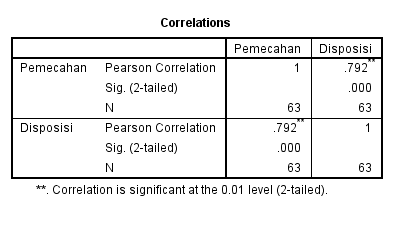 Correlations
Pemecahan Disposisi
Pemecahan Pearson Correlation 1 .792**
Sig. (2-tailed) .000
N 63 63
Disposisi Pearson Correlation .792** 1
Sig. (2-tailed) .000
N 63 63
**. Correlation is significant at the 0.01 level (2-tailed).